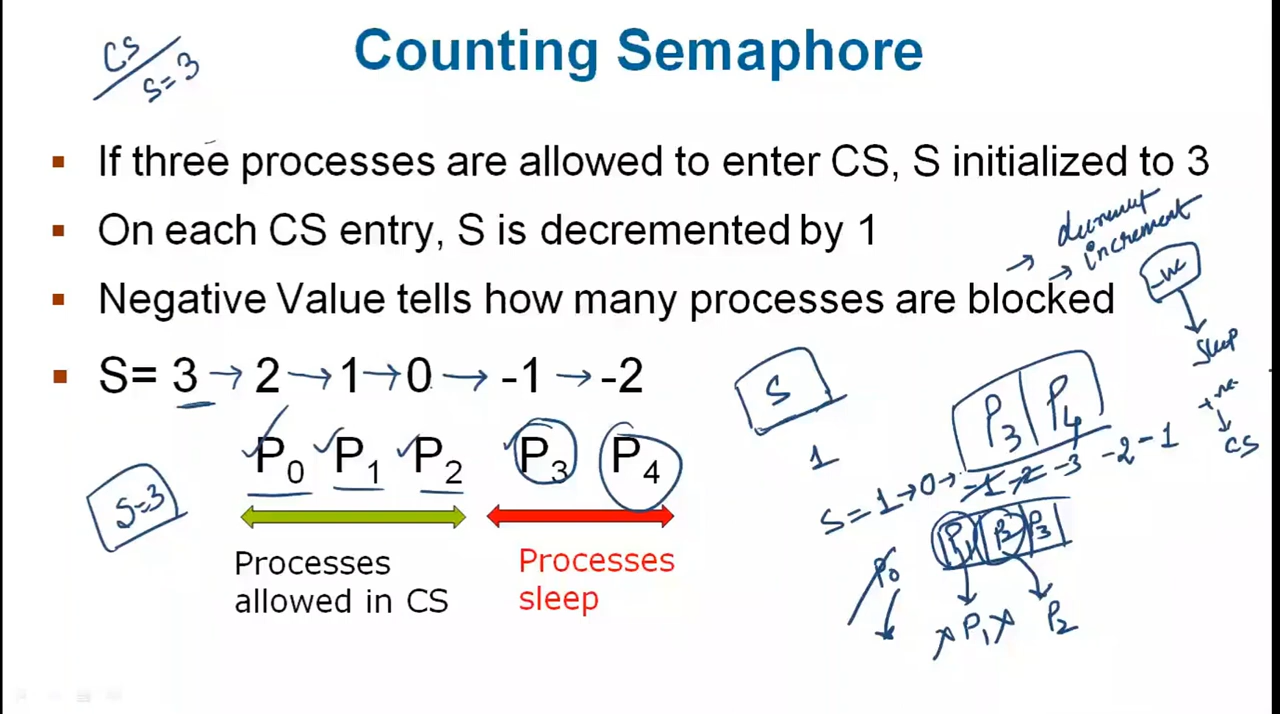 CS
S=3
Counting Semaphore
▪ If three processes are allowed to enter CS, S initialized to 3
▪ On each CS entry, S is decremented by 1
→ decrement
→ increment
▪ Negative Value tells how many processes are blocked
-ve
sleep
+ve
CS
▪ S= 3 → 2 → 1 → 0 → -1 → -2
P0 P1 P2 P3 P4
S=3
Processes
allowed in CS
Processes
sleep
S
1
P3 P4
S=1→0→-1 -2 -3 -2 -1
P1 P2 P3
P0
P1 P2